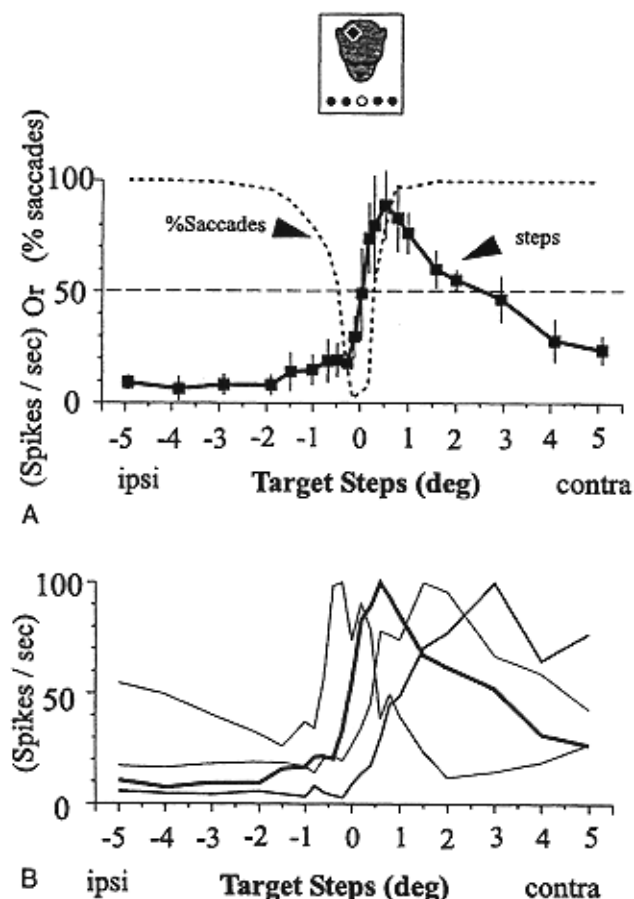 (Spikes / sec) Or (% saccades)
100
50
0
%Saccades
steps
-5 -4 -3 -2 -1 0 1 2 3 4 5
ipsi Target Steps (deg) contra
A
(Spikes / sec)
100
50
0
-5 -4 -3 -2 -1 0 1 2 3 4 5
B ipsi Target Steps (deg) contra